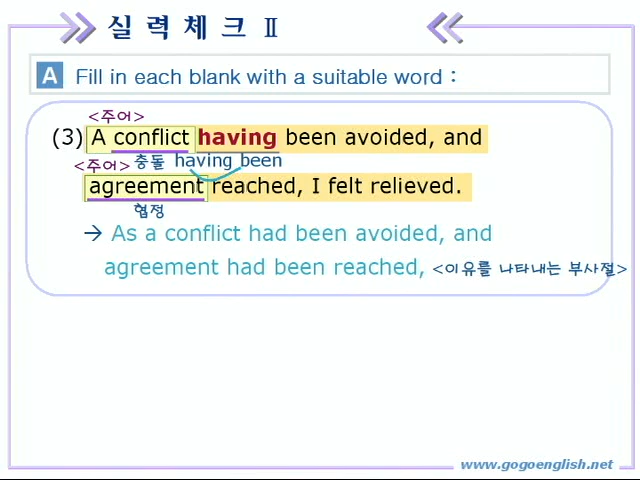 실력체크 Ⅱ
A Fill in each blank with a suitable word :
<주어>
(3) A conflict having been avoided, and
<주어> 충돌 having been
agreement reached, I felt relieved.
협정
→ As a conflict had been avoided, and
agreement had been reached, <이유를 나타내는 부사절>
www.gogoenglish.net